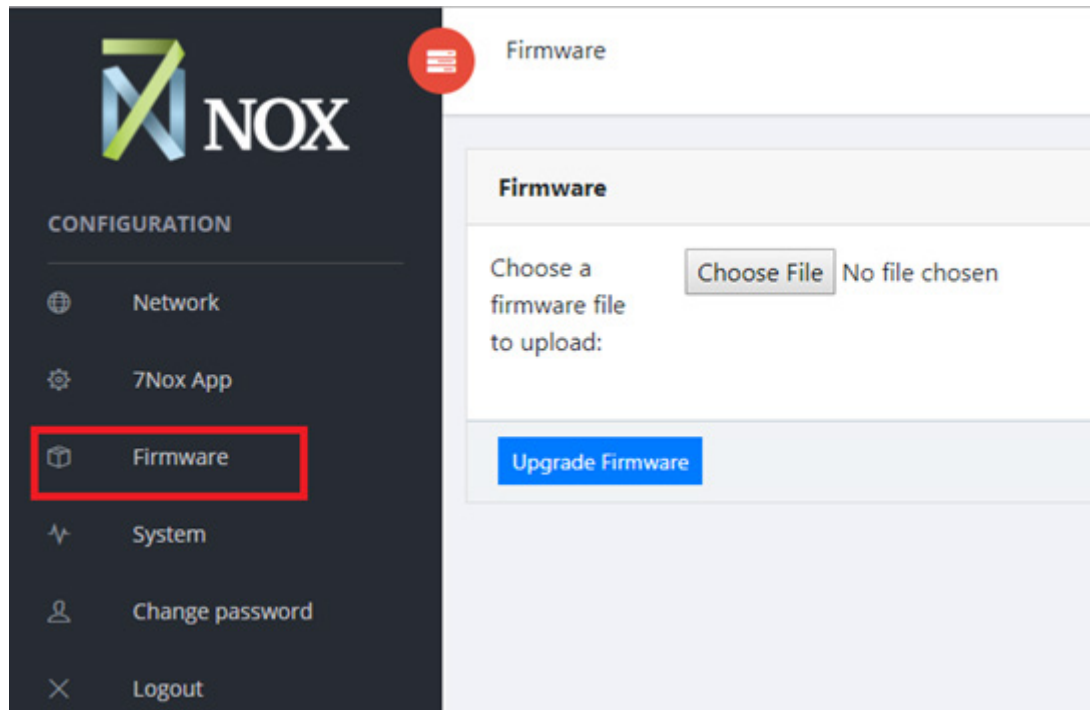 7 NOX
CONFIGURATION
Network
7Nox App
Firmware
System
Change password
Logout
Firmware
Firmware
Choose a
firmware file
to upload:
Choose File No file chosen
Upgrade Firmware